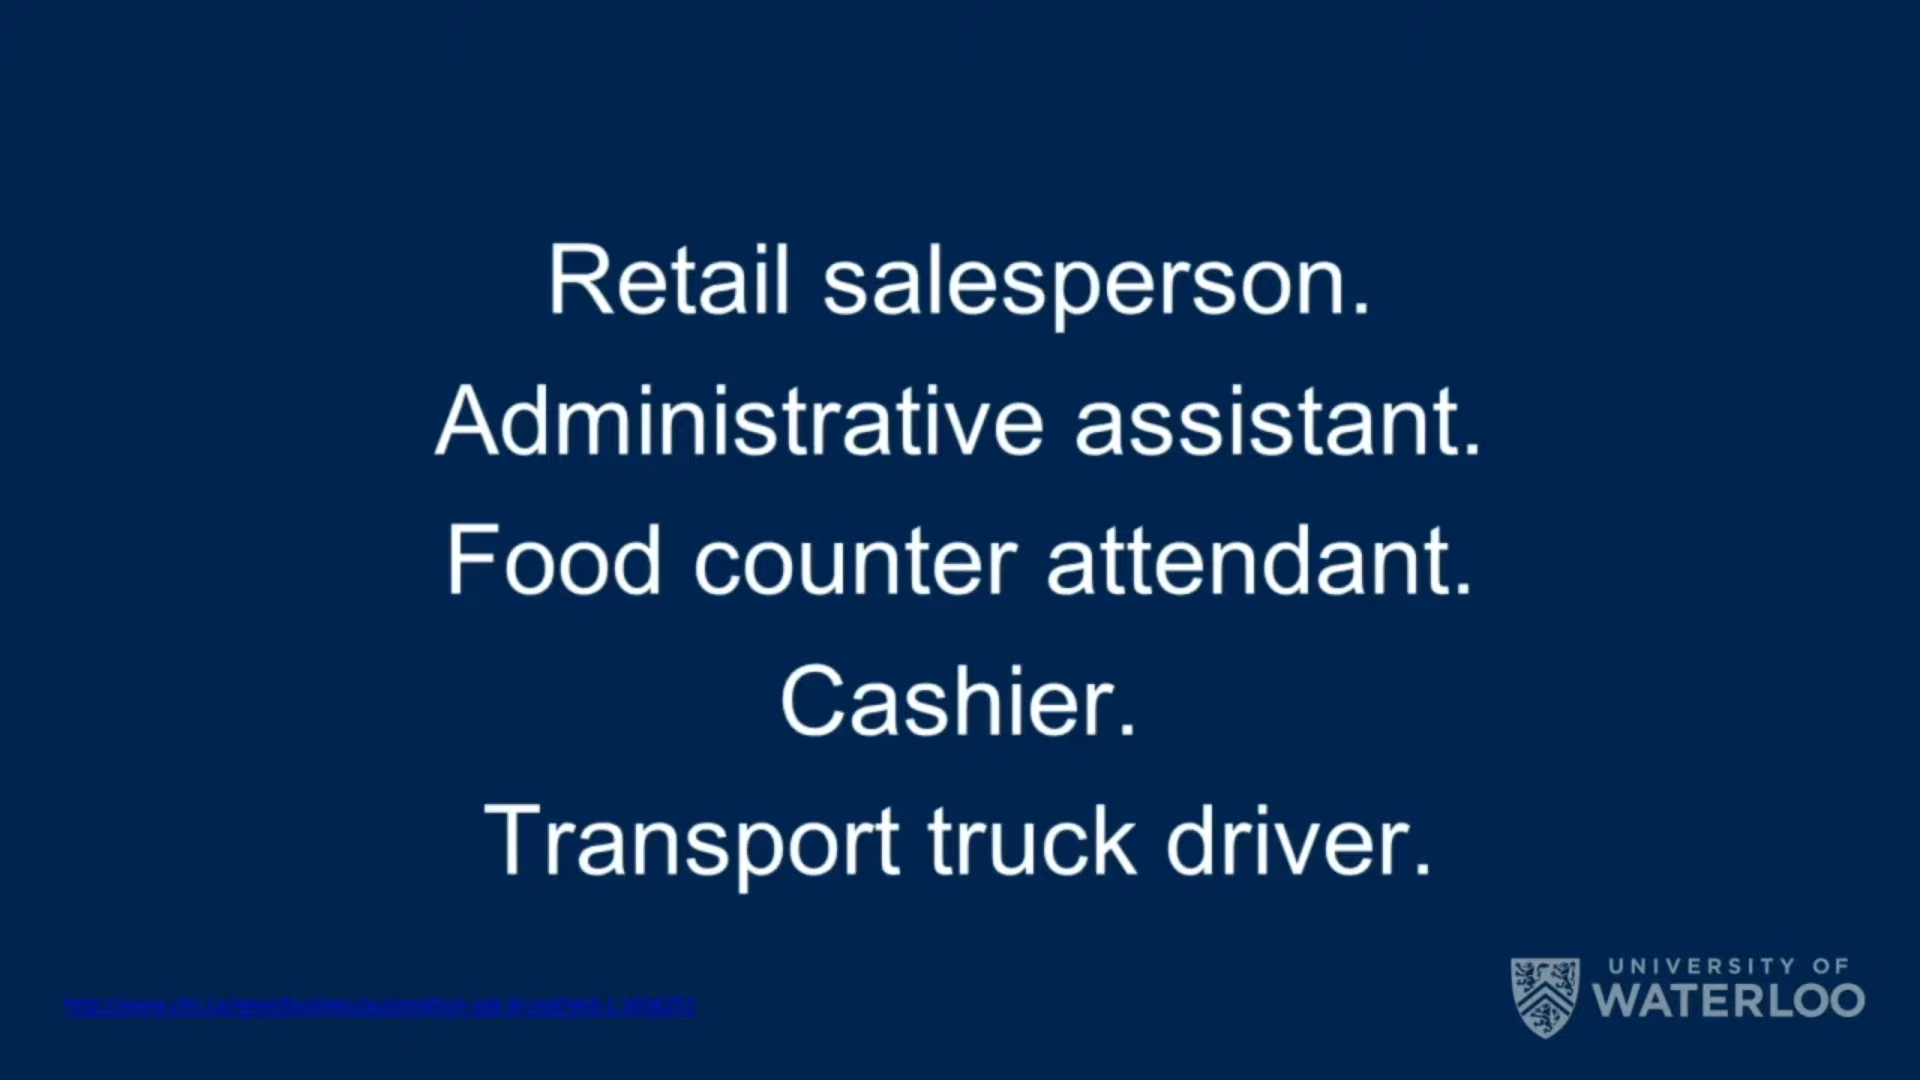 Retail salesperson.
Administrative assistant.
Food counter attendant.
Cashier.
Transport truck driver.
UNIVERSITY OF
WATERLOO